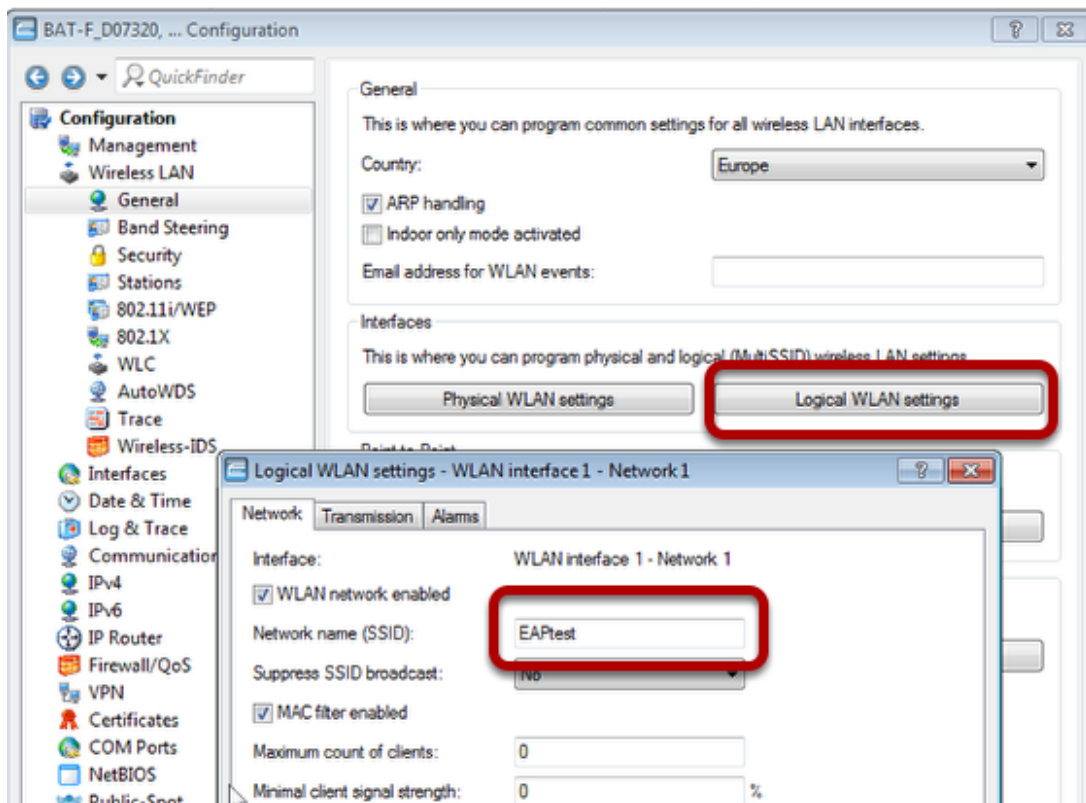 BAT-F_D07320, ... Configuration
QuickFinder
Configuration
Management
Wireless LAN
General
Band Steering
Security
Stations
802.11i/WEP
802.1X
WLC
AutoWDS
Trace
Wireless-IDS
Interfaces
Date & Time
Log & Trace
Communication
IPv4
IPv6
IP Router
Firewall/QoS
VPN
Certificates
COM Ports
NetBIOS
Public-Spot
General
This is where you can program common settings for all wireless LAN interfaces.
Country: Europe
ARP handling
Indoor only mode activated
Email address for WLAN events:
Interfaces
This is where you can program physical and logical (MultiSSID) wireless LAN settings
Physical WLAN settings Logical WLAN settings
Point-to-Point
Logical WLAN settings - WLAN interface 1 - Network 1
Network Transmission Alarms
Interface: WLAN interface 1 - Network 1
WLAN network enabled
Network name (SSID): EAPtest
Suppress SSID broadcast: No
MAC filter enabled
Maximum count of clients: 0
Minimal client signal strength: 0 %